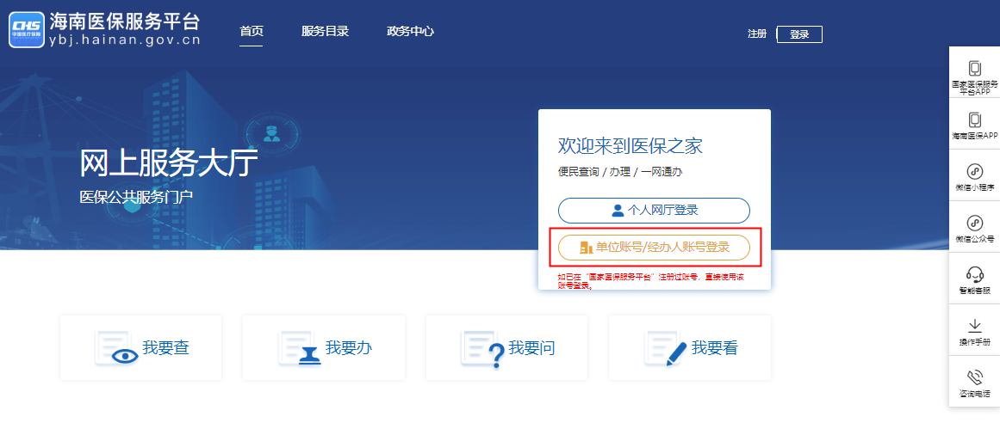 CHS
中国医疗保障
海南医保服务平台
ybj.hainan.gov.cn
首页
服务目录
政务中心
注册
登录
网上服务大厅
医保公共服务门户
欢迎来到医保之家
便民查询 / 办理 / 一网通办
个人网厅登录
单位账号/经办人账号登录
如已在“国家医保服务平台”注册过账号，直接使用该
账号登录。
我要查
我要办
我要问
我要看
国家医保服务
平台APP
海南医保APP
微信小程序
微信公众号
智能客服
操作手册
咨询电话